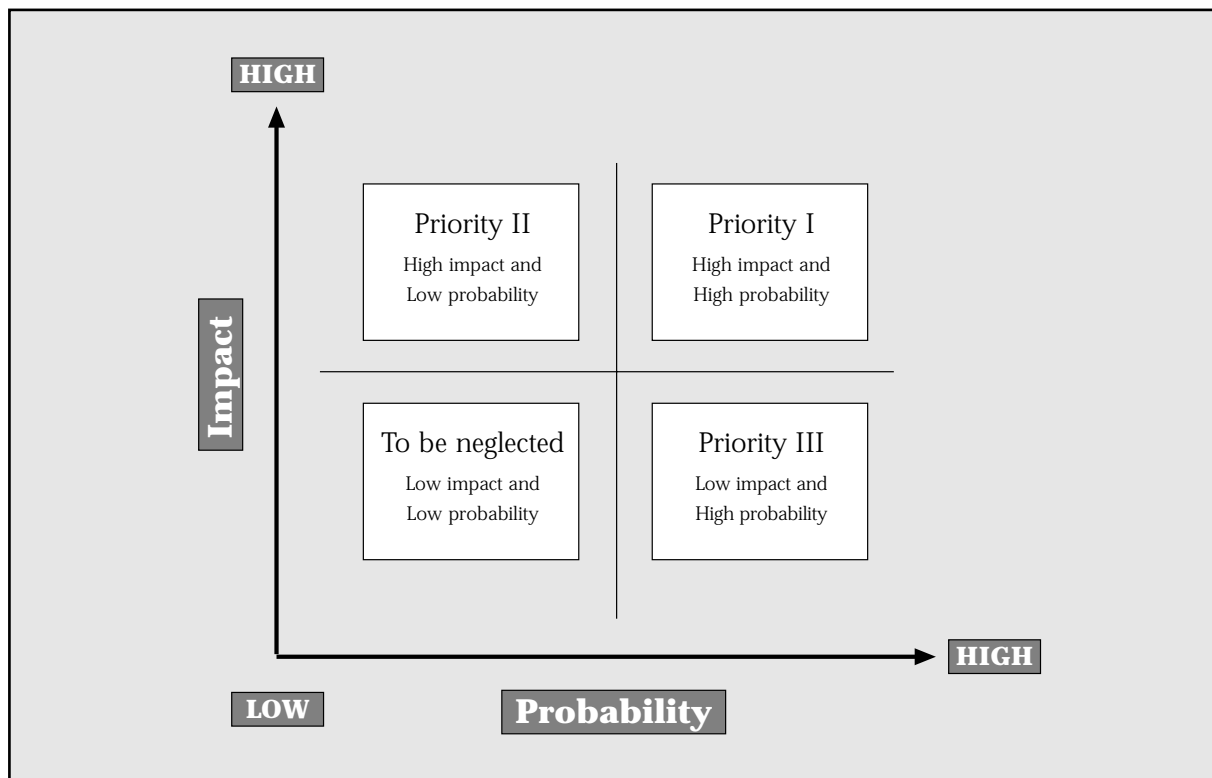 HIGH
Priority II
High impact and
Low probability
Priority I
High impact and
High probability
Impact
To be neglected
Low impact and
Low probability
Priority III
Low impact and
High probability
HIGH
LOW
Probability